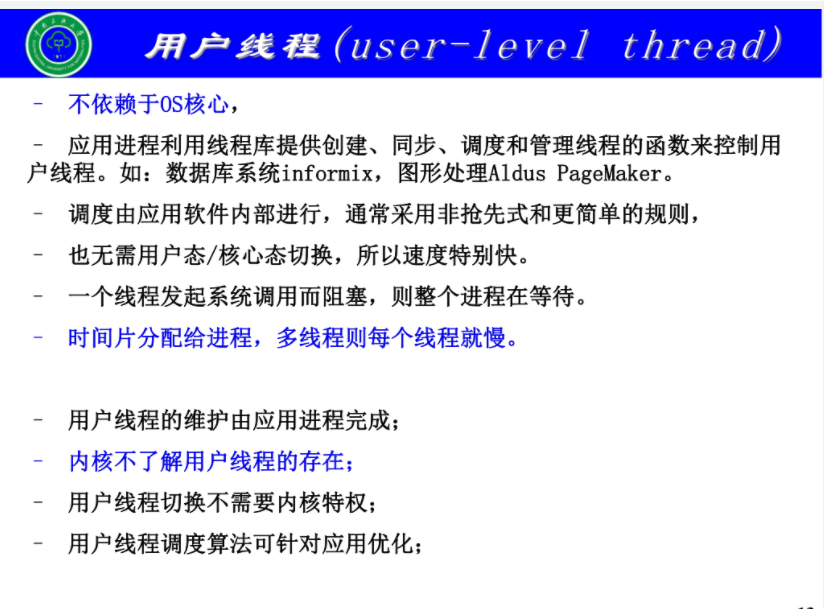 用户线程(user-level thread)
- 不依赖于OS核心，
- 应用进程利用线程库提供创建、同步、调度和管理线程的函数来控制用
户线程。如：数据库系统informix，图形处理Aldus PageMaker。
- 调度由应用软件内部进行，通常采用非抢先式和更简单的规则，
- 也无需用户态/核心态切换，所以速度特别快。
- 一个线程发起系统调用而阻塞，则整个进程在等待。
- 时间片分配给进程，多线程则每个线程就慢。
- 用户线程的维护由应用进程完成；
- 内核不了解用户线程的存在；
- 用户线程切换不需要内核特权；
- 用户线程调度算法可针对应用优化；